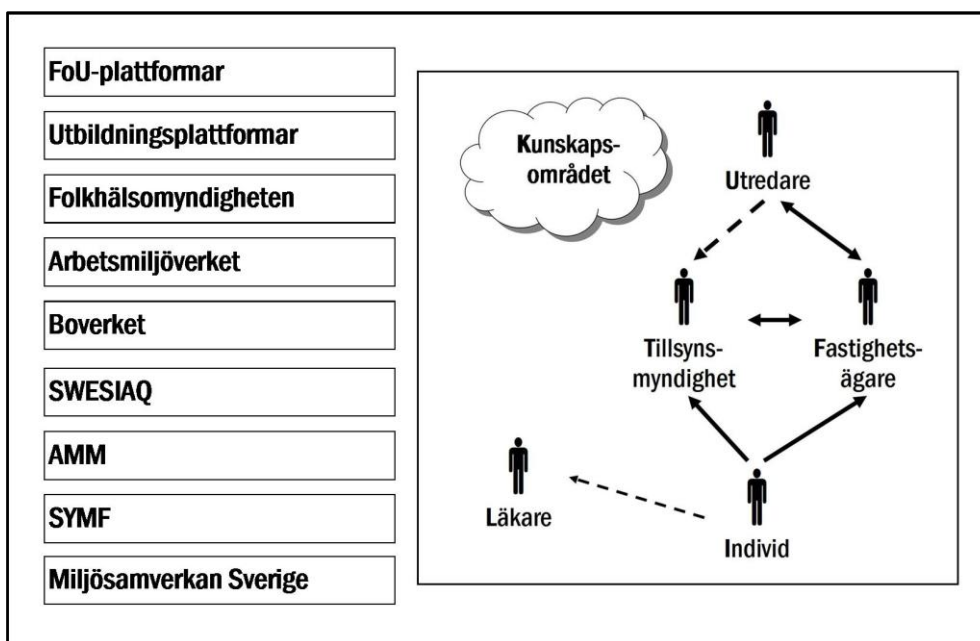 FoU-plattformar
Utbildningsplattformar
Folkhälsomyndigheten
Arbetsmiljöverket
Boverket
SWESIAQ
AMM
SYMF
Miljösamverkan Sverige
Kunskaps-
området
Utredare
Tillsyns-
myndighet
Fastighets-
ägare
Läkare
Individ